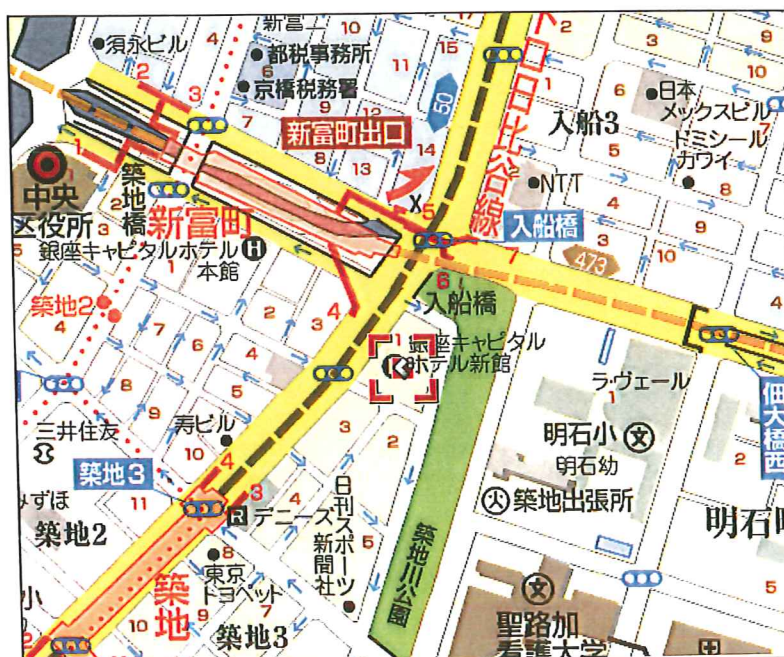 新富二
須永ビル
都税事務所
京橋税務署
新富町出口
50
日比谷線
入船3
日本
メックスビル
ドミシール
カワイ
NTT
入船橋
473
中央
区役所
築地橋
新富町
銀座キャピタルホテル
本館
H
築地2
入船橋
銀座キャピタル
ホテル新館
ラ・ヴェール
明石小
文
明石幼
築地出張所
三井住友
寿ビル
築地3
みずほ
築地2
R
デニーズ
東京
トヨペット
日刊スポーツ
新聞社
築地
築地3
築地川公園
文
聖路加
看護大学
明石町
佃大橋西
小